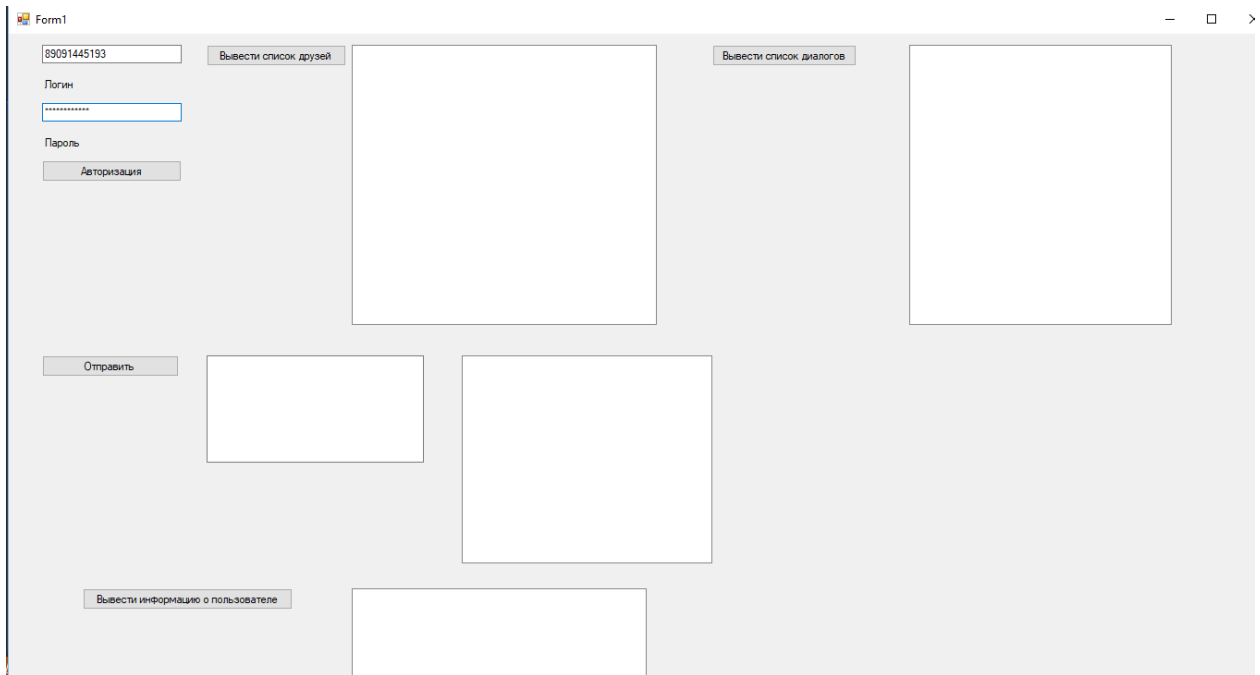 Form1
89091445193
Вывести список друзей
Вывести список диалогов
Логин
************
Пароль
Авторизация
Отправить
Вывести информацию о пользователе